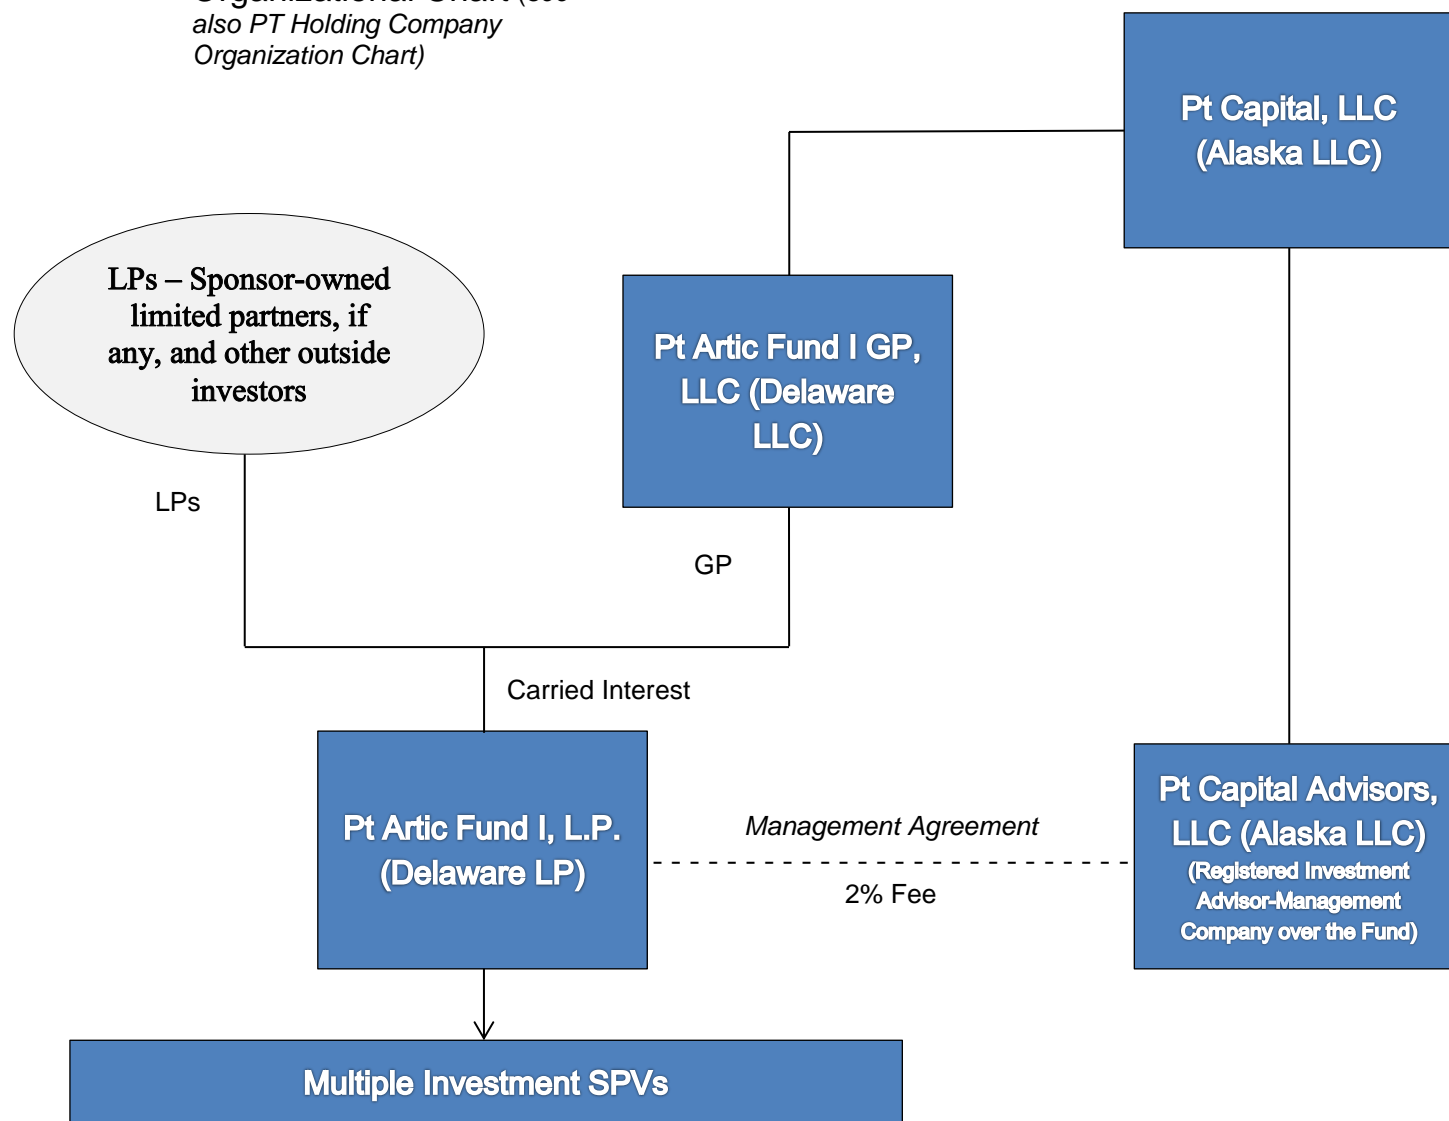 Organizational Chart (see
also PT Holding Company
Organization Chart)
Pt Capital, LLC
(Alaska LLC)
LPs – Sponsor-owned
limited partners, if
any, and other outside
investors
Pt Artic Fund I GP,
LLC (Delaware
LLC)
LPs
GP
Carried Interest
Pt Artic Fund I, L.P.
(Delaware LP)
Management Agreement
2% Fee
Pt Capital Advisors,
LLC (Alaska LLC)
(Registered Investment
Advisor-Management
Company over the Fund)
Multiple Investment SPVs